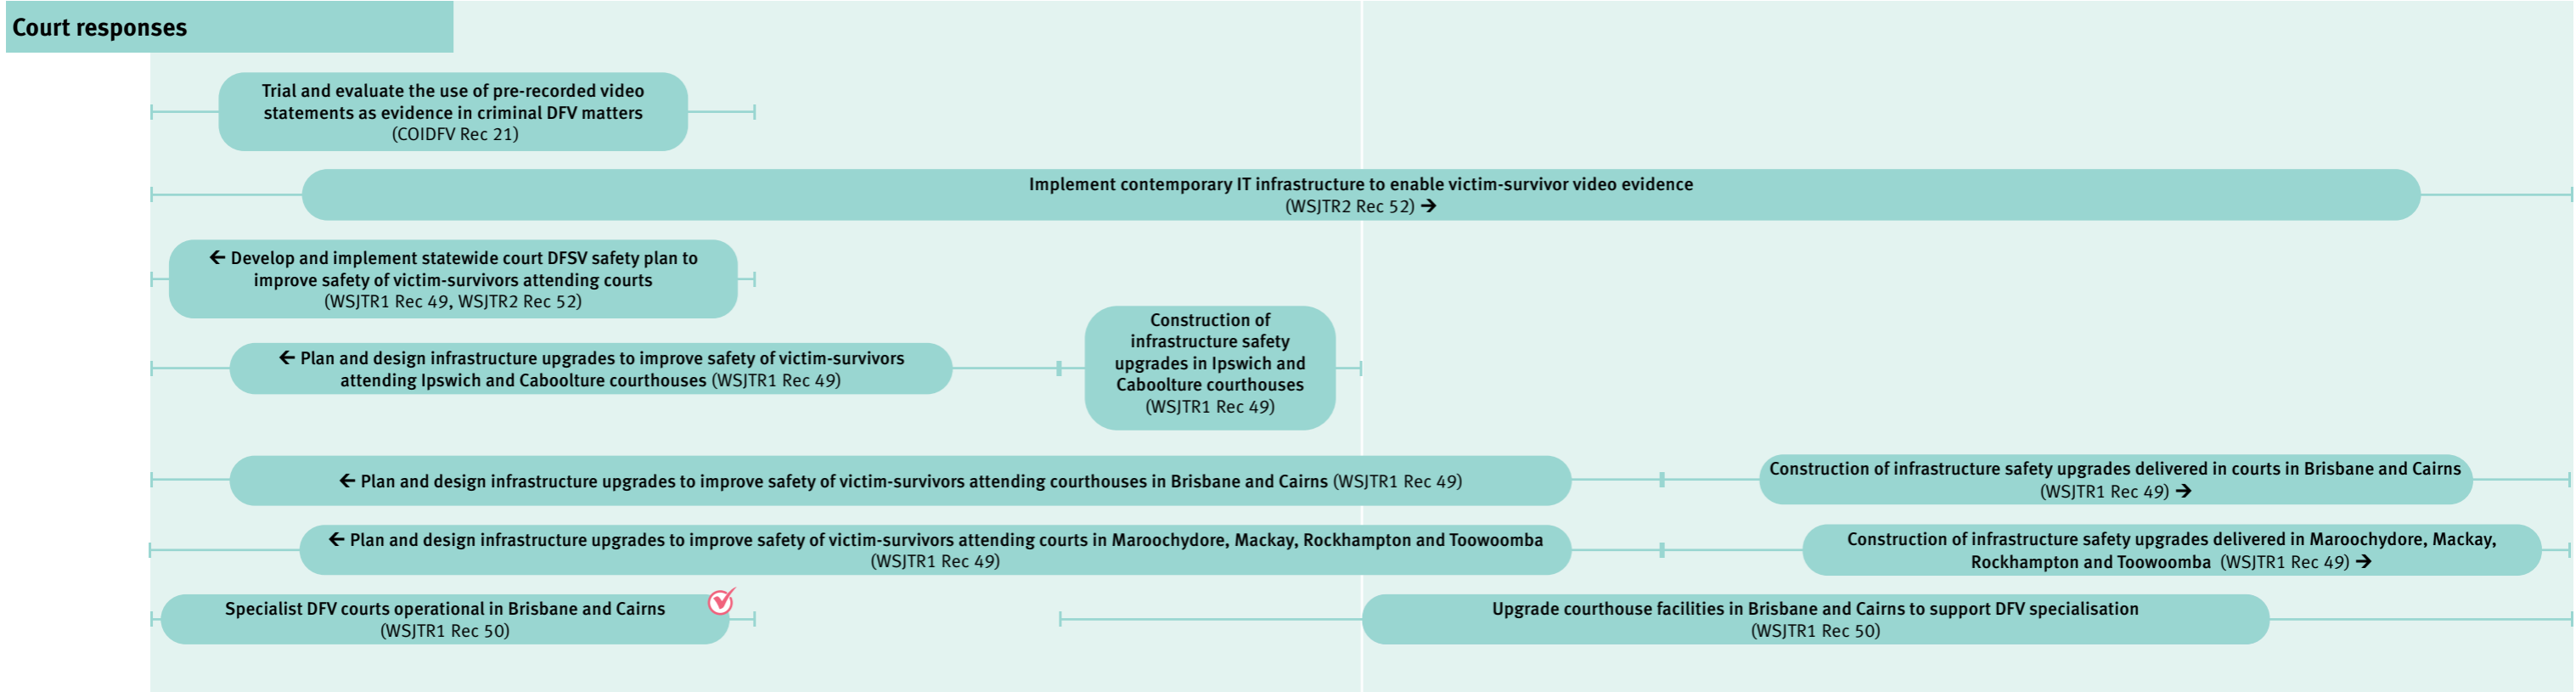 Court responses
Trial and evaluate the use of pre-recorded video
statements as evidence in criminal DFV matters
(COIDFV Rec 21)
Implement contemporary IT infrastructure to enable victim-survivor video evidence
(WSJTR2 Rec 52) →
← Develop and implement statewide court DFSV safety plan to
improve safety of victim-survivors attending courts
(WSJTR1 Rec 49, WSJTR2 Rec 52)
← Plan and design infrastructure upgrades to improve safety of victim-survivors
attending Ipswich and Caboolture courthouses (WSJTR1 Rec 49)
Construction of
infrastructure safety
upgrades in Ipswich and
Caboolture courthouses
(WSJTR1 Rec 49)
← Plan and design infrastructure upgrades to improve safety of victim-survivors attending courthouses in Brisbane and Cairns (WSJTR1 Rec 49)
Construction of infrastructure safety upgrades delivered in courts in Brisbane and Cairns
(WSJTR1 Rec 49) →
← Plan and design infrastructure upgrades to improve safety of victim-survivors attending courts in Maroochydore, Mackay, Rockhampton and Toowoomba
(WSJTR1 Rec 49)
Construction of infrastructure safety upgrades delivered in Maroochydore, Mackay,
Rockhampton and Toowoomba (WSJTR1 Rec 49) →
Specialist DFV courts operational in Brisbane and Cairns
(WSJTR1 Rec 50)
Upgrade courthouse facilities in Brisbane and Cairns to support DFV specialisation
(WSJTR1 Rec 50)